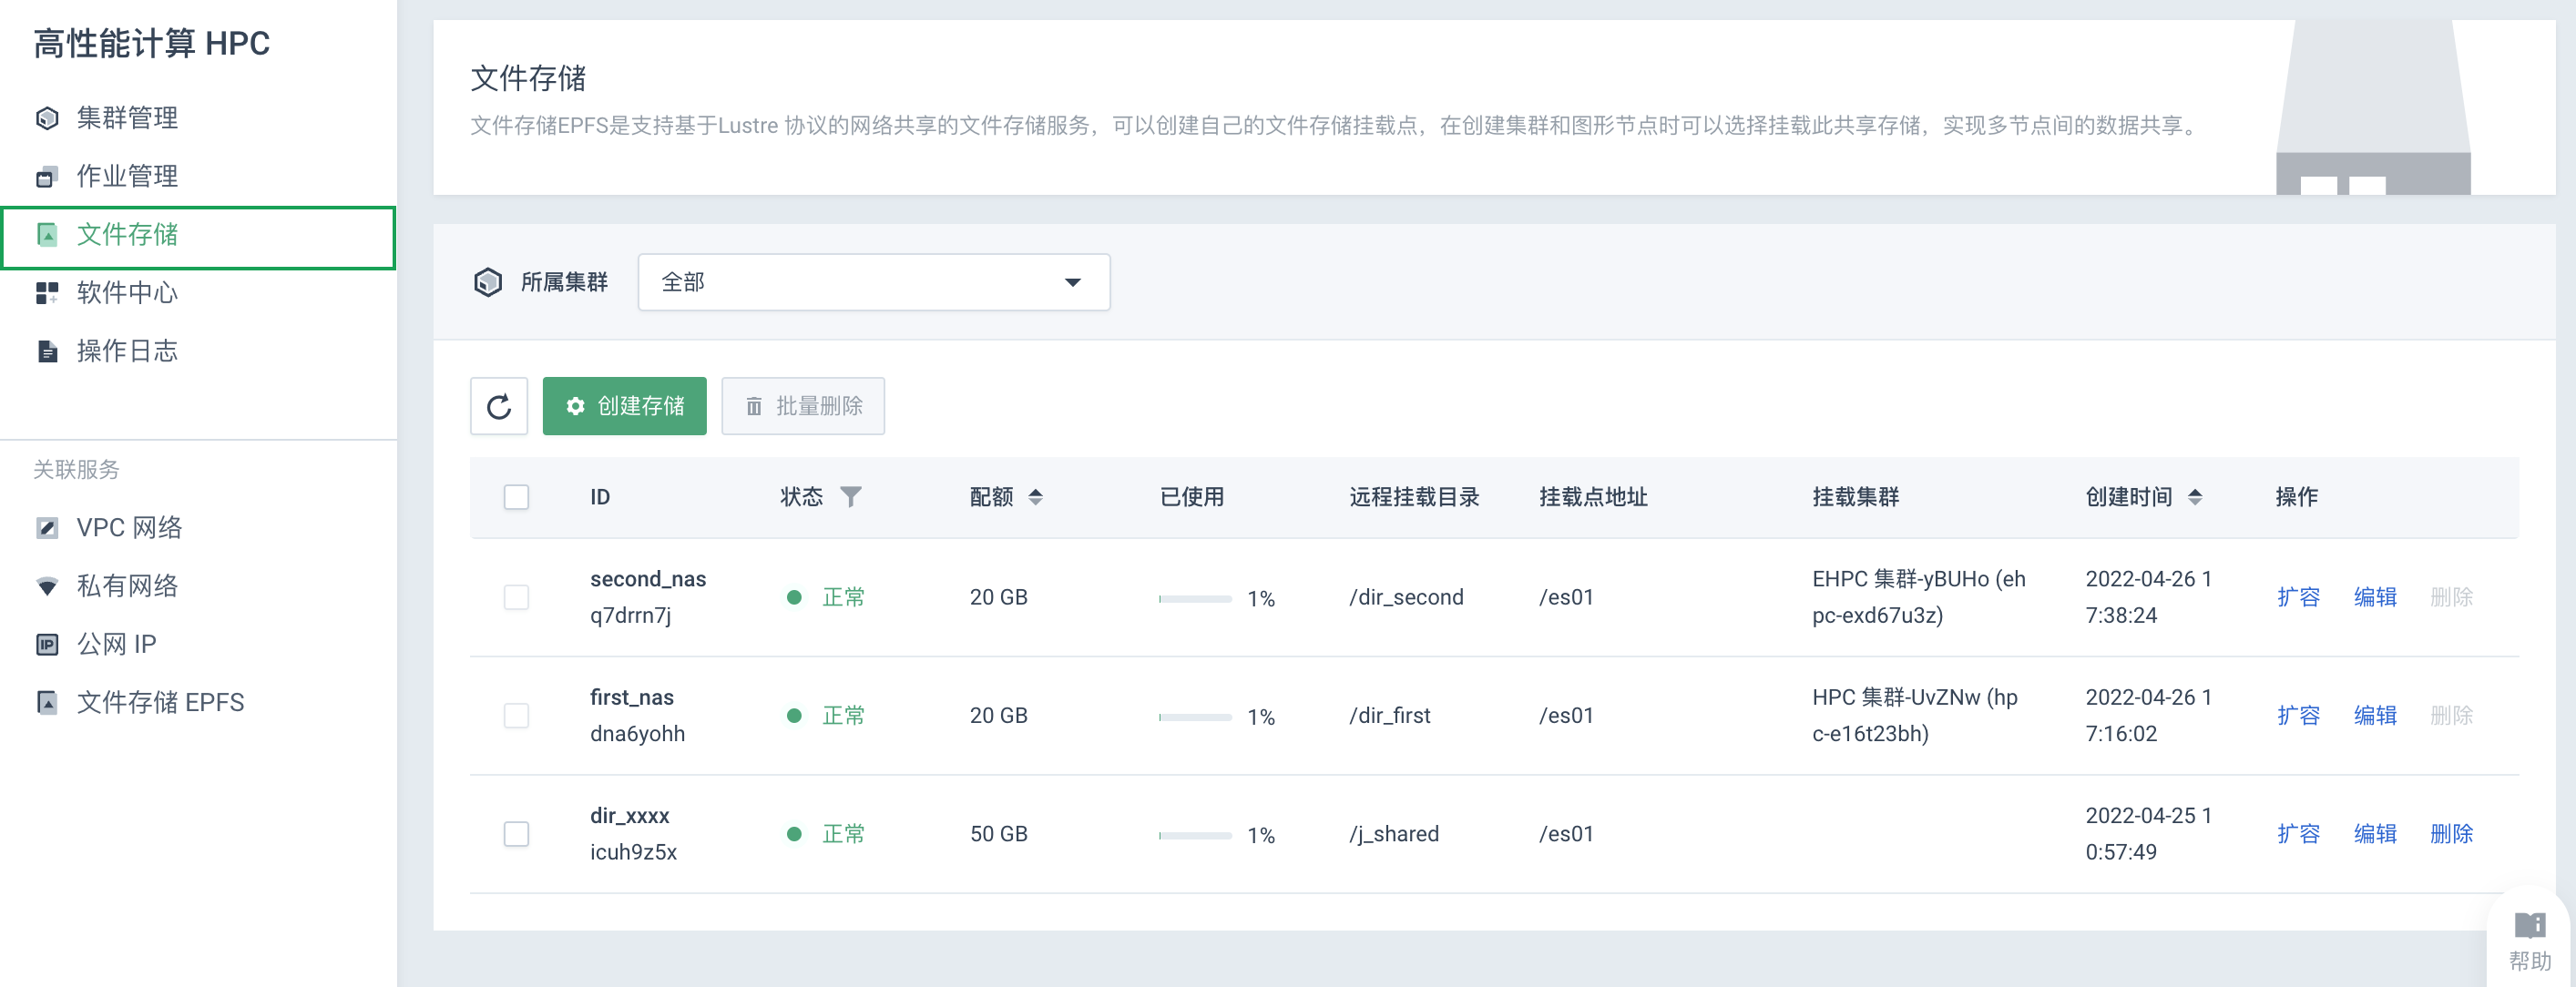 高性能计算 HPC
集群管理
作业管理
文件存储
软件中心
操作日志
关联服务
VPC 网络
私有网络
IP 公网 IP
文件存储 EPFS
文件存储
文件存储EPFS是支持基于Lustre 协议的网络共享的文件存储服务，可以创建自己的文件存储挂载点，在创建集群和图形节点时可以选择挂载此共享存储，实现多节点间的数据共享。
所属集群 全部
创建存储 批量删除
ID 状态 配额 已使用 远程挂载目录 挂载点地址 挂载集群 创建时间 操作
second_nas EHPC 集群-yBUHo (eh 2022-04-26 1
正常 20 GB 1% /dir_second /es01 扩容 编辑 删除
q7drrn7j pc-exd67u3z) 7:38:24
first_nas HPC 集群-UvZNw (hp 2022-04-26 1
正常 20 GB 1% /dir_first /es01 扩容 编辑 删除
dna6yohh c-e16t23bh) 7:16:02
dir_xxxx 2022-04-25 1
正常 50 GB 1% /j_shared /es01 扩容 编辑 删除
icuh9z5x 0:57:49
帮助